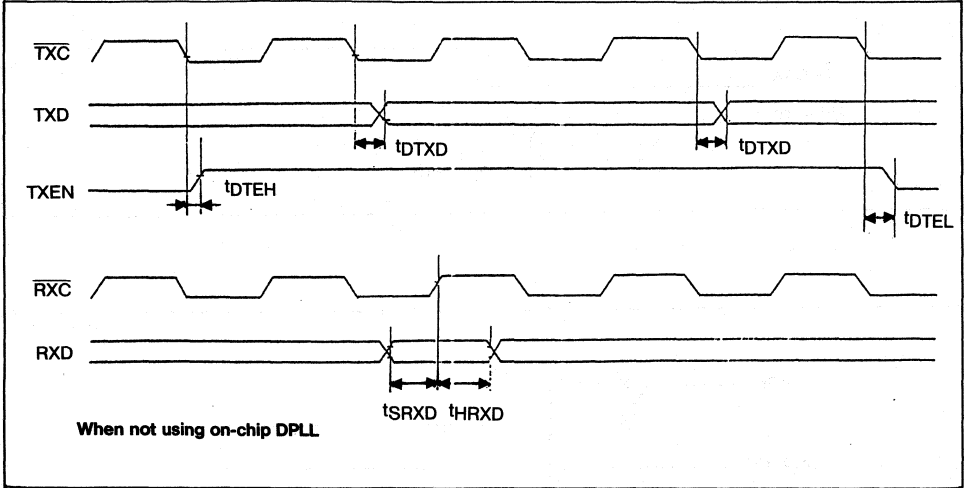 TXC
TXD
tDTXD tDTXD
TXEN
tDTEH
tDTEL
RXC
RXD
tSRXD tHRXD
When not using on-chip DPLL